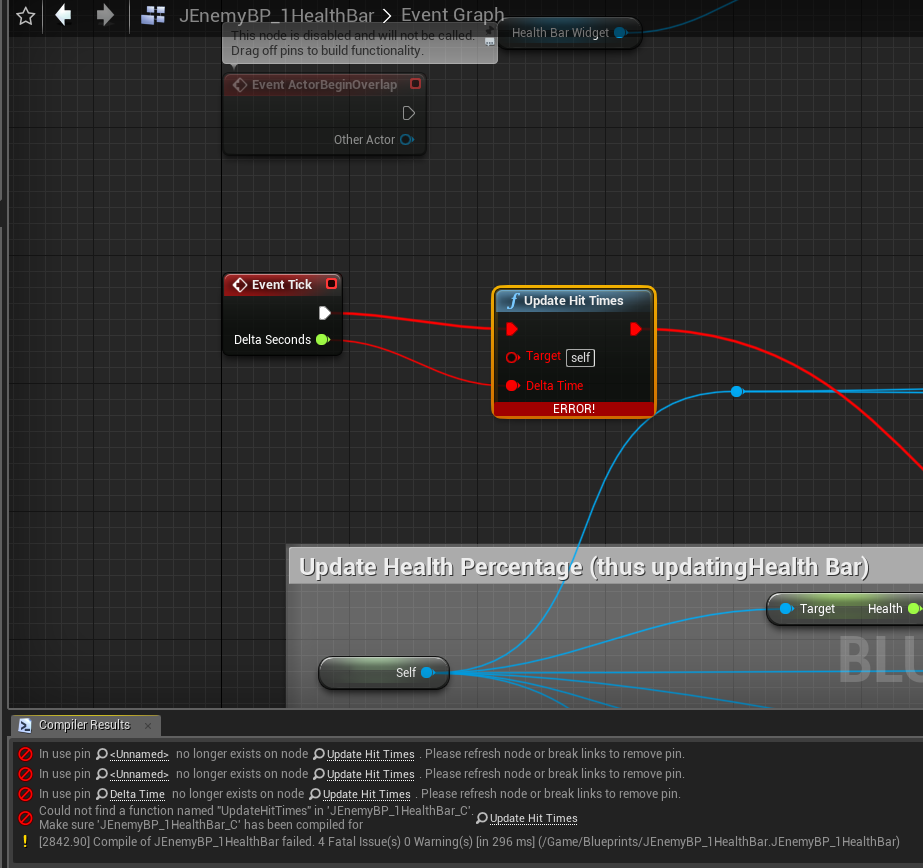 JEnemyBP_1HealthBar > Event Graph
This node is disabled and will not be called.
Drag off pins to build functionality.
Health Bar Widget
Event ActorBeginOverlap
Other Actor
Event Tick
Delta Seconds
f Update Hit Times
Target self
Delta Time
ERROR!
Update Health Percentage (thus updatingHealth Bar)
Target Health
BLU
Self
Compiler Results
In use pin <Unnamed> no longer exists on node Update Hit Times . Please refresh node or break links to remove pin.
In use pin <Unnamed> no longer exists on node Update Hit Times . Please refresh node or break links to remove pin.
In use pin Delta Time no longer exists on node Update Hit Times . Please refresh node or break links to remove pin.
Could not find a function named "UpdateHitTimes" in 'JEnemyBP_1HealthBar_C'.
Make sure 'JEnemyBP_1HealthBar_C' has been compiled for Update Hit Times
[2842.90] Compile of JEnemyBP_1HealthBar failed. 4 Fatal Issue(s) 0 Warning(s) [in 296 ms] (/Game/Blueprints/JEnemyBP_1HealthBar.JEnemyBP_1HealthBar)